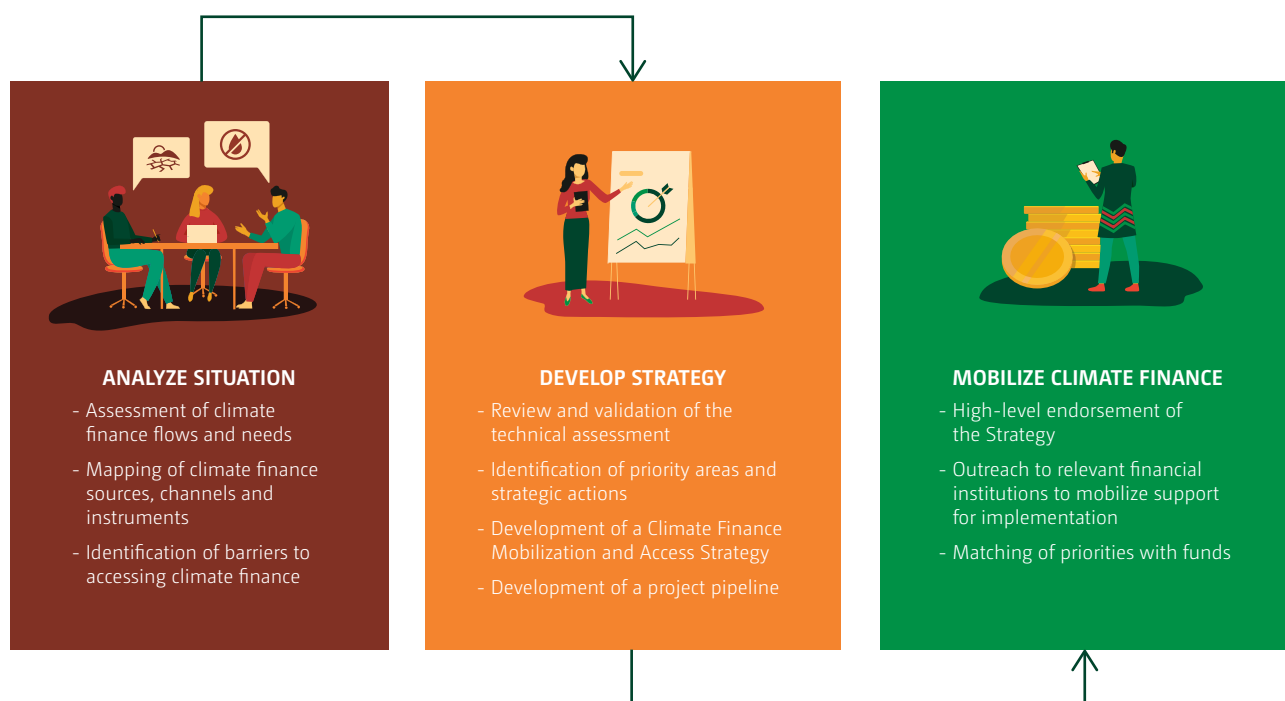 ANALYZE SITUATION
- Assessment of climate
finance flows and needs
- Mapping of climate finance
sources, channels and
instruments
- Identification of barriers to
accessing climate finance
DEVELOP STRATEGY
- Review and validation of the
technical assessment
- Identification of priority areas and
strategic actions
- Development of a Climate Finance
Mobilization and Access Strategy
- Development of a project pipeline
MOBILIZE CLIMATE FINANCE
- High-level endorsement of
the Strategy
- Outreach to relevant financial
institutions to mobilize support
for implementation
- Matching of priorities with funds